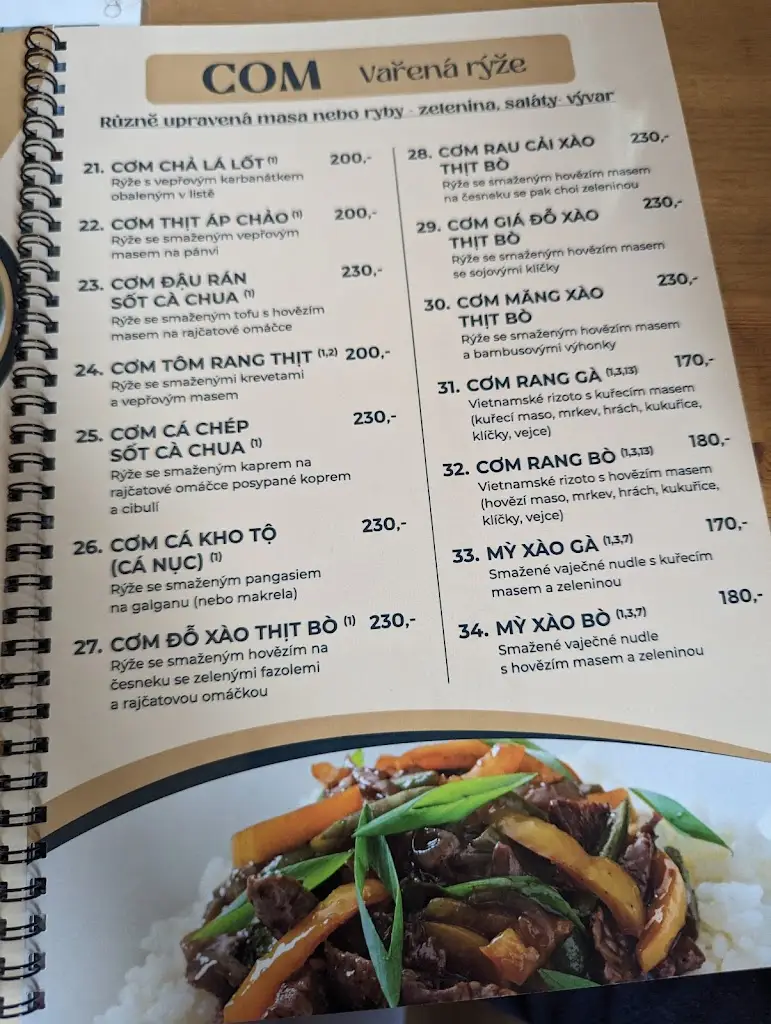 COM Vařená rýže
Různě upravená masa nebo ryby - zelenina, saláty- vývar
21. CƠM CHẢ LÁ LỐT (1) 200,-
Rýže s vepřovým karbanátkem
obaleným v listě
22. CƠM THỊT ÁP CHẢO (1) 200,-
Rýže se smaženým vepřovým
masem na pánvi
23. CƠM ĐẬU RÁN
SỐT CÀ CHUA (1) 230,-
Rýže se smaženým tofu s hovězím
masem na rajčatové omáčce
24. CƠM TÔM RANG THỊT (1,2) 200,-
Rýže se smaženými krevetami
a vepřovým masem
25. CƠM CÁ CHÉP
SỐT CÀ CHUA (1) 230,-
Rýže se smaženým kaprem na
rajčatové omáčce posypané koprem
a cibulí
26. CƠM CÁ KHO TỘ
(CÁ NỤC) (1) 230,-
Rýže se smaženým pangasiem
na galganu (nebo makrela)
27. CƠM ĐỖ XÀO THỊT BÒ (1) 230,-
Rýže se smaženým hovězím na
česneku se zelenými fazolemi
a rajčatovou omáčkou
28. CƠM RAU CẢI XÀO
THỊT BÒ 230,-
Rýže se smaženým hovězím masem
na česneku se pak choi zeleninou
29. CƠM GIÁ ĐỖ XÀO
THỊT BÒ 230,-
Rýže se smaženým hovězím masem
se sojovými klíčky
30. CƠM MĂNG XÀO
THỊT BÒ 230,-
Rýže se smaženým hovězím masem
a bambusovými výhonky
31. CƠM RANG GÀ (1,3,13) 170,-
Vietnamské rizoto s kuřecím masem
(kuřecí maso, mrkev, hrách, kukuřice,
klíčky, vejce)
32. CƠM RANG BÒ (1,3,13) 180,-
Vietnamské rizoto s hovězím masem
(hovězí maso, mrkev, hrách, kukuřice,
klíčky, vejce)
33. MỲ XÀO GÀ (1,3,7) 170,-
Smažené vaječné nudle s kuřecím
masem a zeleninou
34. MỲ XÀO BÒ (1,3,7) 180,-
Smažené vaječné nudle
s hovězím masem a zeleninou